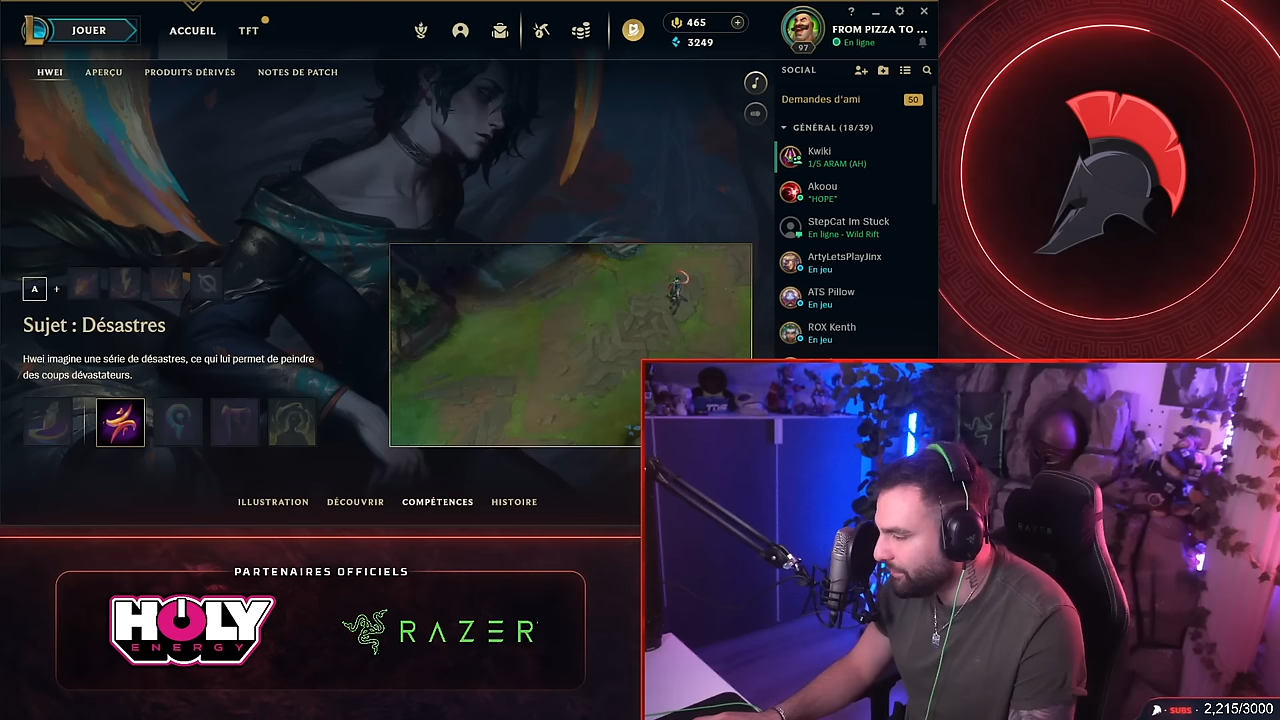 JOUER
ACCUEIL
TFT
465
3249
97
FROM PIZZA TO ...
En ligne
HWEI
APERÇU
PRODUITS DÉRIVÉS
NOTES DE PATCH
SOCIAL
Demandes d'ami
50
GÉNÉRAL (18/39)
Kwiki
1/5 ARAM (AH)
Akoou
"HOPE"
StepCat Im Stuck
En ligne - Wild Rift
ArtyLetsPlayJinx
En jeu
ATS Pillow
En jeu
ROX Kenth
En jeu
A +
Sujet : Désastres
Hwei imagine une série de désastres, ce qui lui permet de peindre
des coups dévastateurs.
ILLUSTRATION
DÉCOUVRIR
COMPÉTENCES
HISTOIRE
PARTENAIRES OFFICIELS
HOLY
ENERGY
RAZER
RAZER
SUBS · 2,215/3000